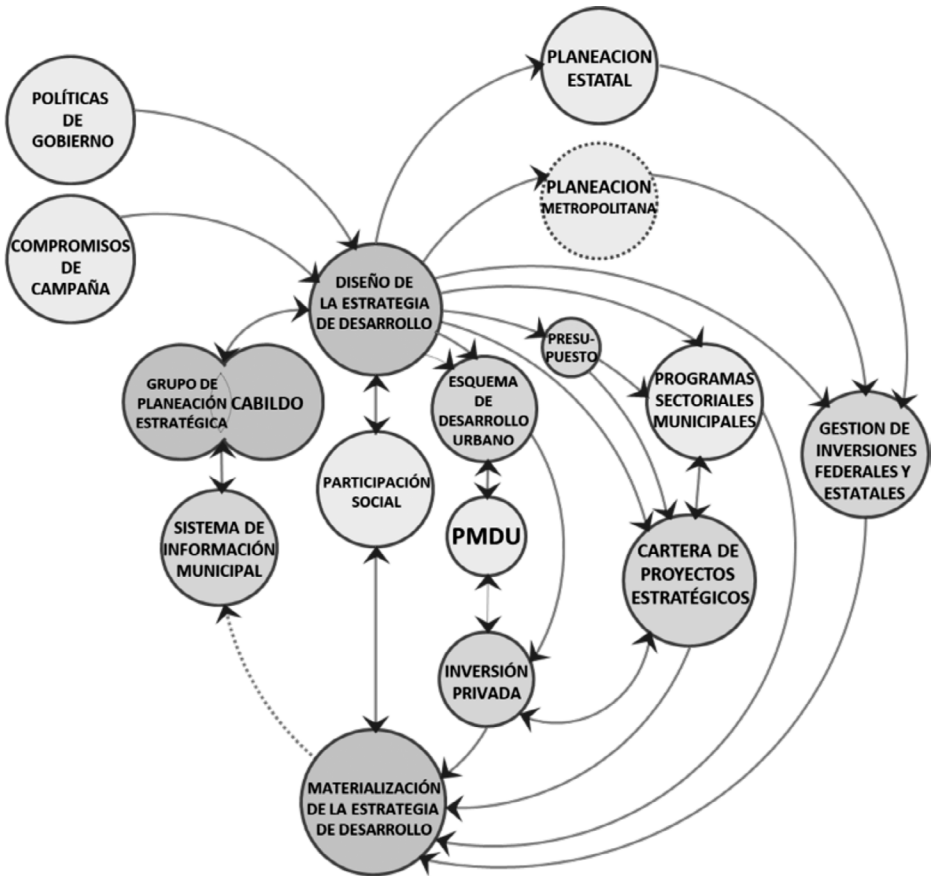 POLÍTICAS
DE
GOBIERNO
COMPROMISOS
DE
CAMPAÑA
PLANEACION
ESTATAL
PLANEACION
METROPOLITANA
DISEÑO DE
LA ESTRATEGIA
DE DESARROLLO
GRUPO DE
PLANEACIÓN
ESTRATÉGICA
CABILDO
SISTEMA DE
INFORMACIÓN
MUNICIPAL
PARTICIPACIÓN
SOCIAL
ESQUEMA
DE
DESARROLLO
URBANO
PMDU
INVERSIÓN
PRIVADA
PRESU-
PUESTO
PROGRAMAS
SECTORIALES
MUNICIPALES
CARTERA DE
PROYECTOS
ESTRATÉGICOS
GESTION DE
INVERSIONES
FEDERALES Y
ESTATALES
MATERIALIZACIÓN
DE LA ESTRATEGIA
DE DESARROLLO